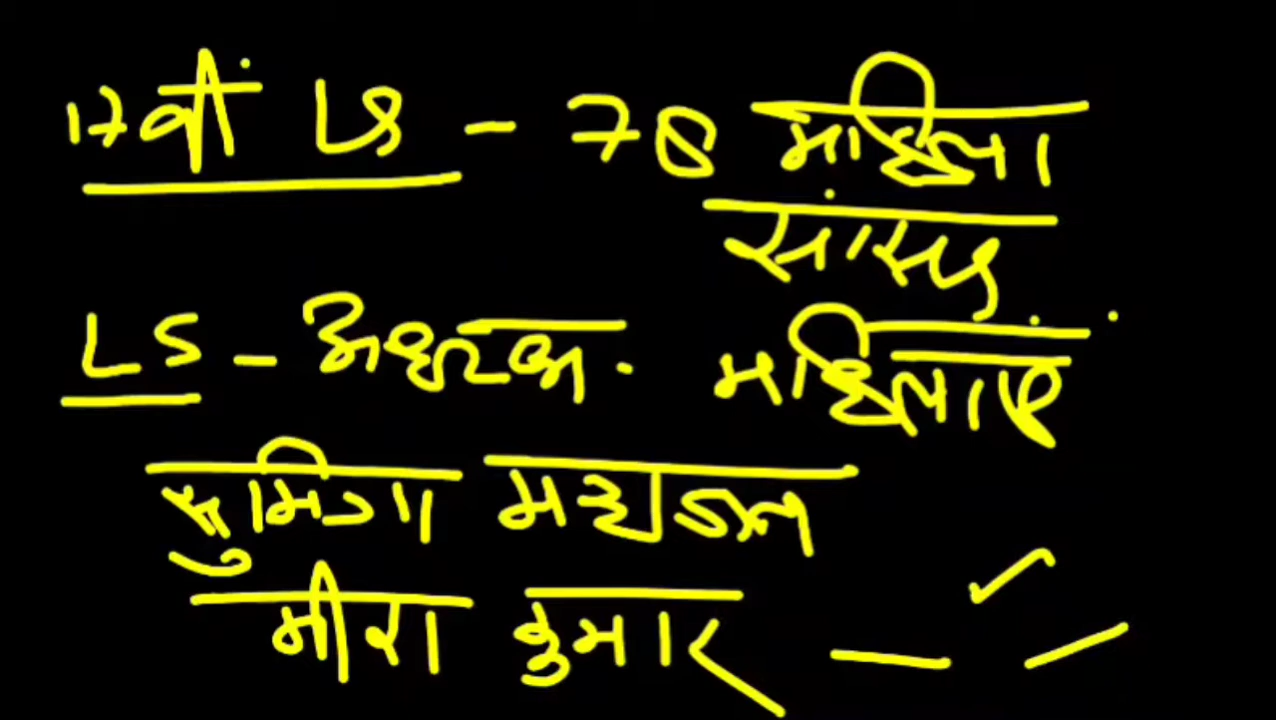 17वीं LS - 78 महिला
सांसद
LS - अध्यक्ष. महिलाएं
सुमित्रा महाजन
मीरा कुमार